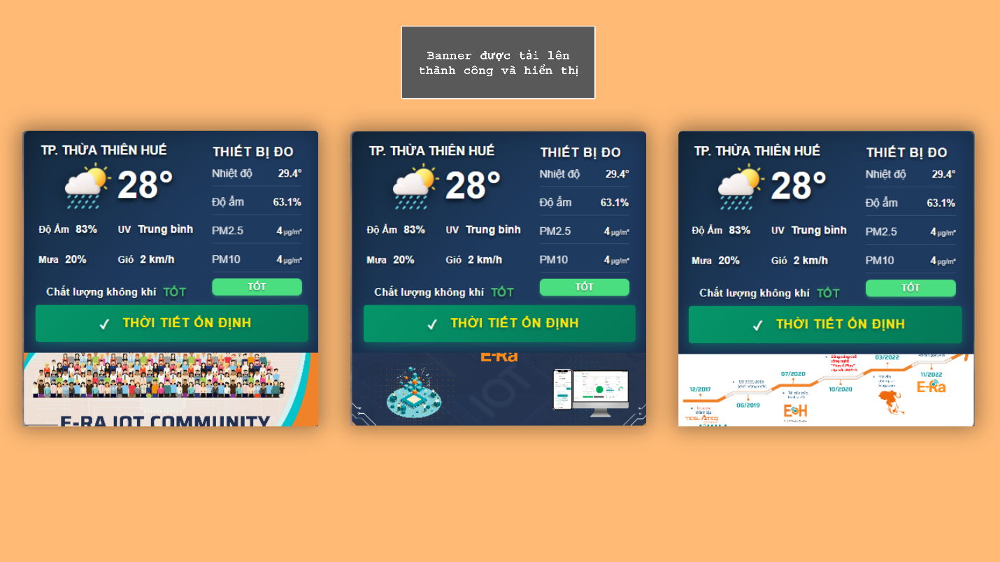 Banner được tải lên
thành công và hiển thị
TP. THỪA THIÊN HUẾ
28°
Độ Ẩm 83% UV Trung bình
Mưa 20% Gió 2 km/h
Chất lượng không khí TỐT
THIẾT BỊ ĐO
Nhiệt độ 29.4°
Độ ẩm 63.1%
PM2.5 4 µg/m³
PM10 4 µg/m³
TỐT
✓ THỜI TIẾT ỔN ĐỊNH
E-RA IOT COMMUNITY
TP. THỪA THIÊN HUẾ
28°
Độ Ẩm 83% UV Trung bình
Mưa 20% Gió 2 km/h
Chất lượng không khí TỐT
THIẾT BỊ ĐO
Nhiệt độ 29.4°
Độ ẩm 63.1%
PM2.5 4 µg/m³
PM10 4 µg/m³
TỐT
✓ THỜI TIẾT ỔN ĐỊNH
E-Ra
TP. THỪA THIÊN HUẾ
28°
Độ Ẩm 83% UV Trung bình
Mưa 20% Gió 2 km/h
Chất lượng không khí TỐT
THIẾT BỊ ĐO
Nhiệt độ 29.4°
Độ ẩm 63.1%
PM2.5 4 µg/m³
PM10 4 µg/m³
TỐT
✓ THỜI TIẾT ỔN ĐỊNH
12/2017
06/2019
07/2020
EoH
10/2020
03/2022
Singapore
11/2022
E-Ra